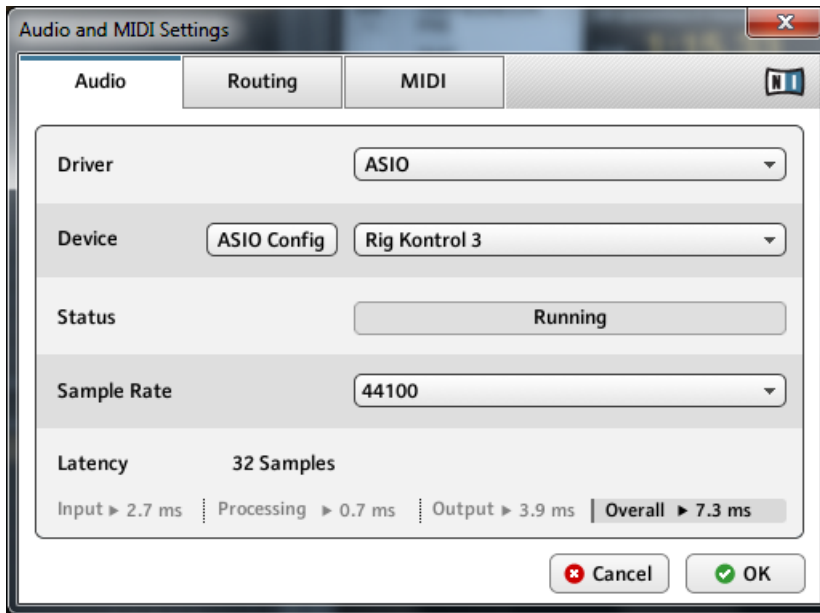 Audio and MIDI Settings
Audio Routing MIDI
Driver ASIO
Device ASIO Config Rig Kontrol 3
Status Running
Sample Rate 44100
Latency 32 Samples
Input ▸ 2.7 ms Processing ▸ 0.7 ms Output ▸ 3.9 ms Overall ▸ 7.3 ms
Cancel OK